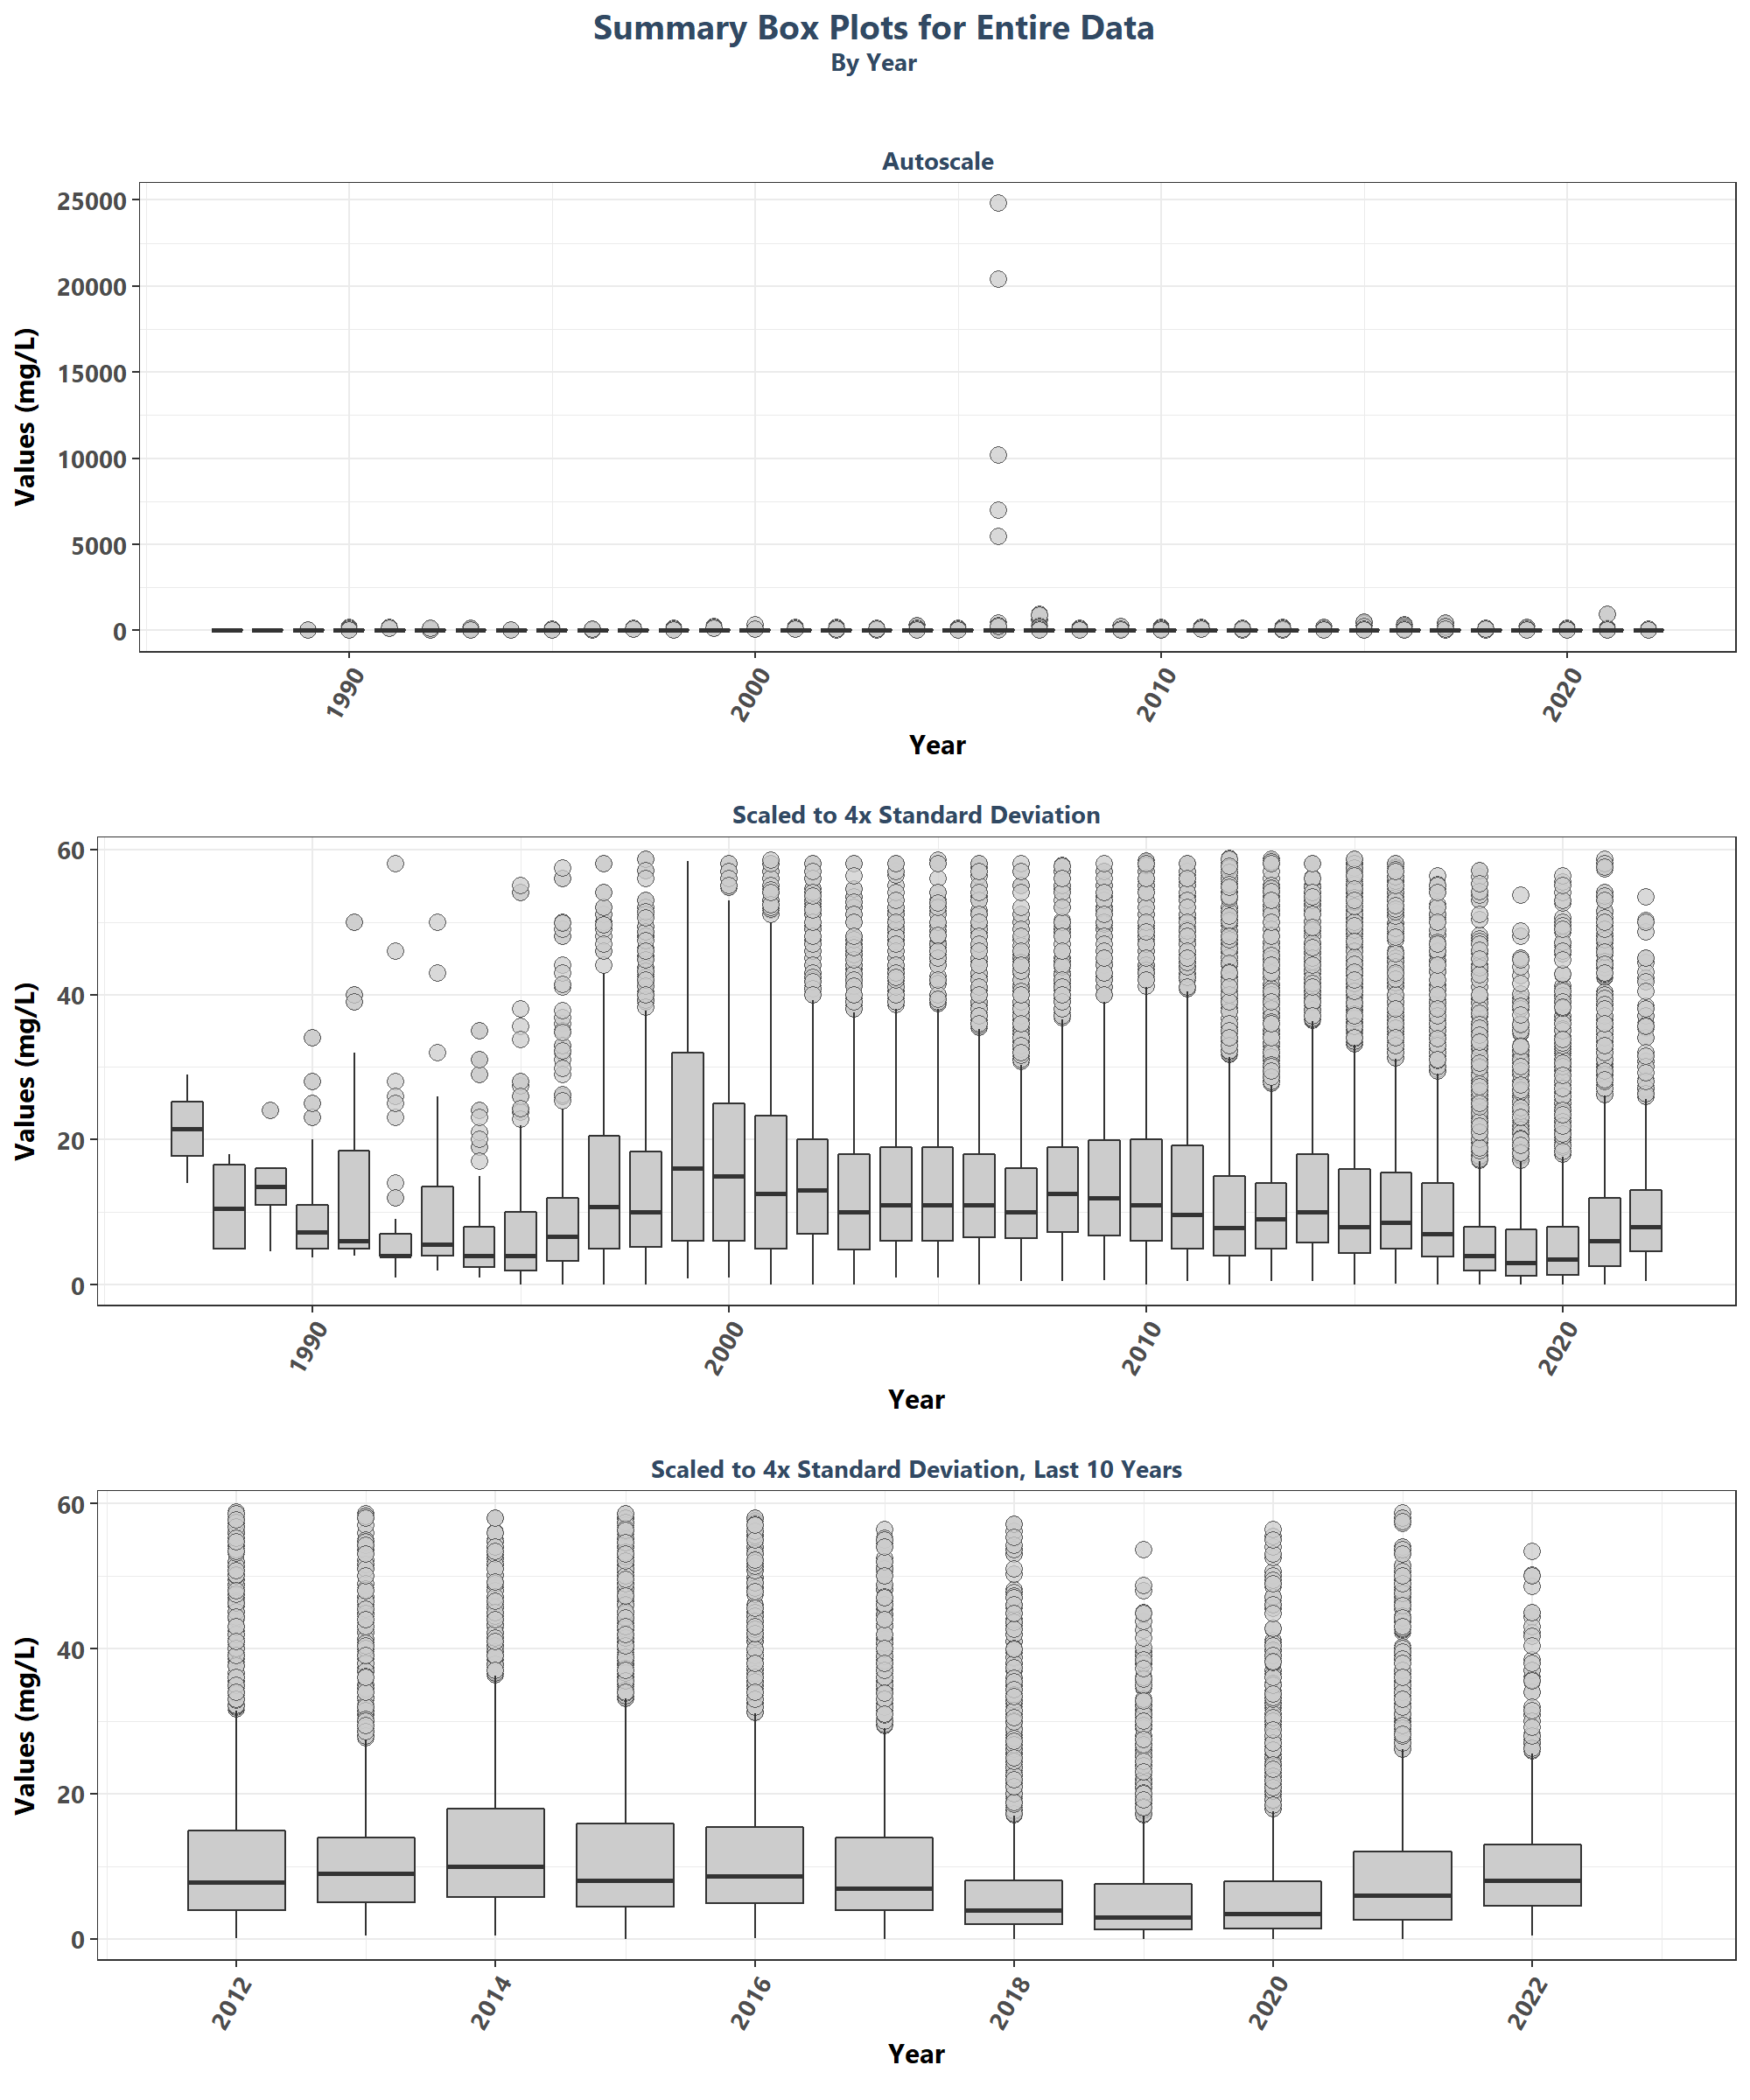 Summary Box Plots for Entire Data
By Year
Autoscale
Values (mg/L)
25000
20000
15000
10000
5000
0
1990
2000
2010
2020
Year
Scaled to 4x Standard Deviation
Values (mg/L)
60
40
20
0
1990
2000
2010
2020
Year
Scaled to 4x Standard Deviation, Last 10 Years
Values (mg/L)
60
40
20
0
2012
2014
2016
2018
2020
2022
Year